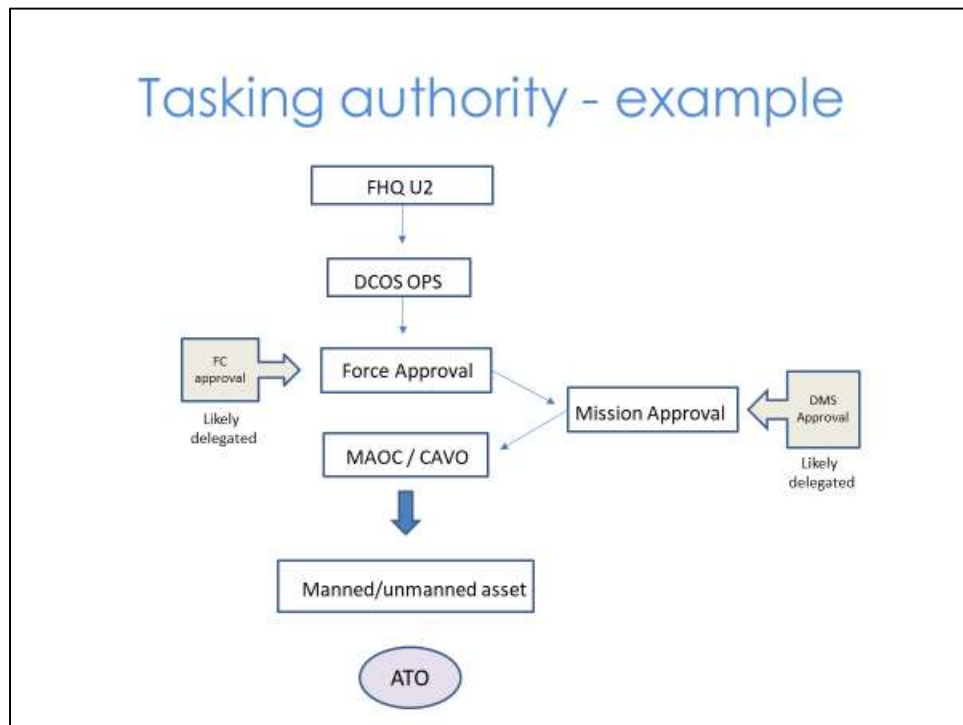 Tasking authority - example
FHQ U2
DCOS OPS
FC
approval
Likely
delegated
Force Approval
Mission Approval
DMS
Approval
Likely
delegated
MAOC / CAVO
Manned/unmanned asset
ATO